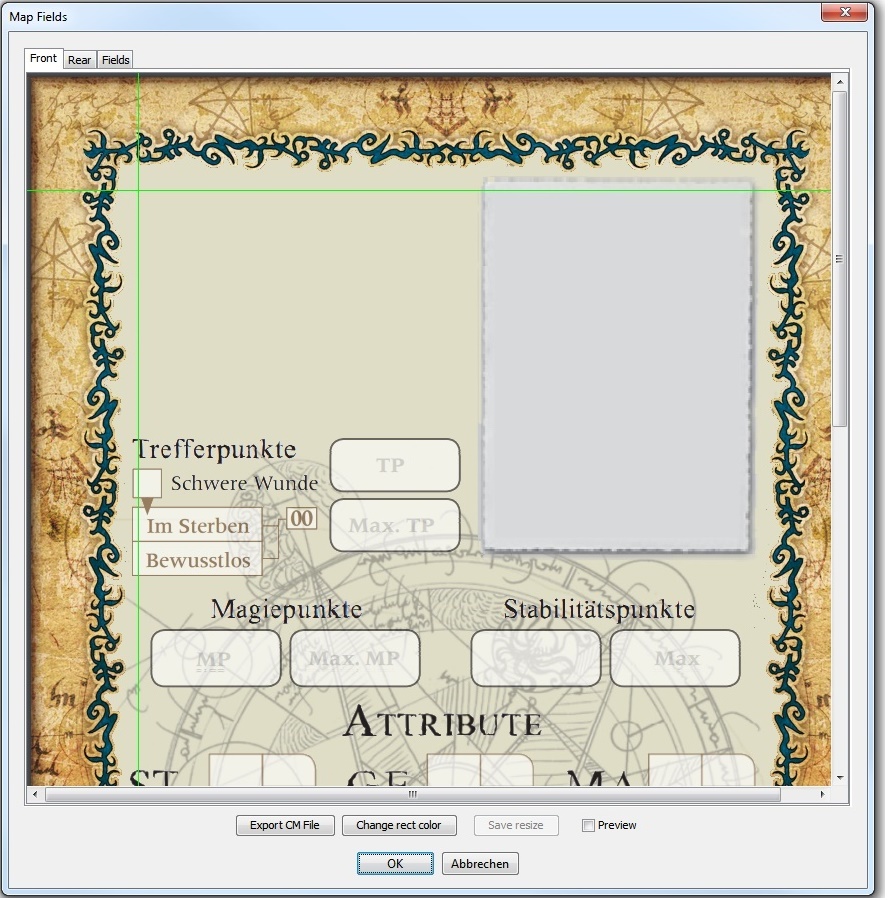 Map Fields
Front Rear Fields
Trefferpunkte
TP
Schwere Wunde
Im Sterben
00
Max. TP
Bewusstlos
Magiepunkte
Stabilitätspunkte
MP
Max. MP
Max
ATTRIBUTE
ST GE MA
Export CM File Change rect color Save resize Preview
OK Abbrechen